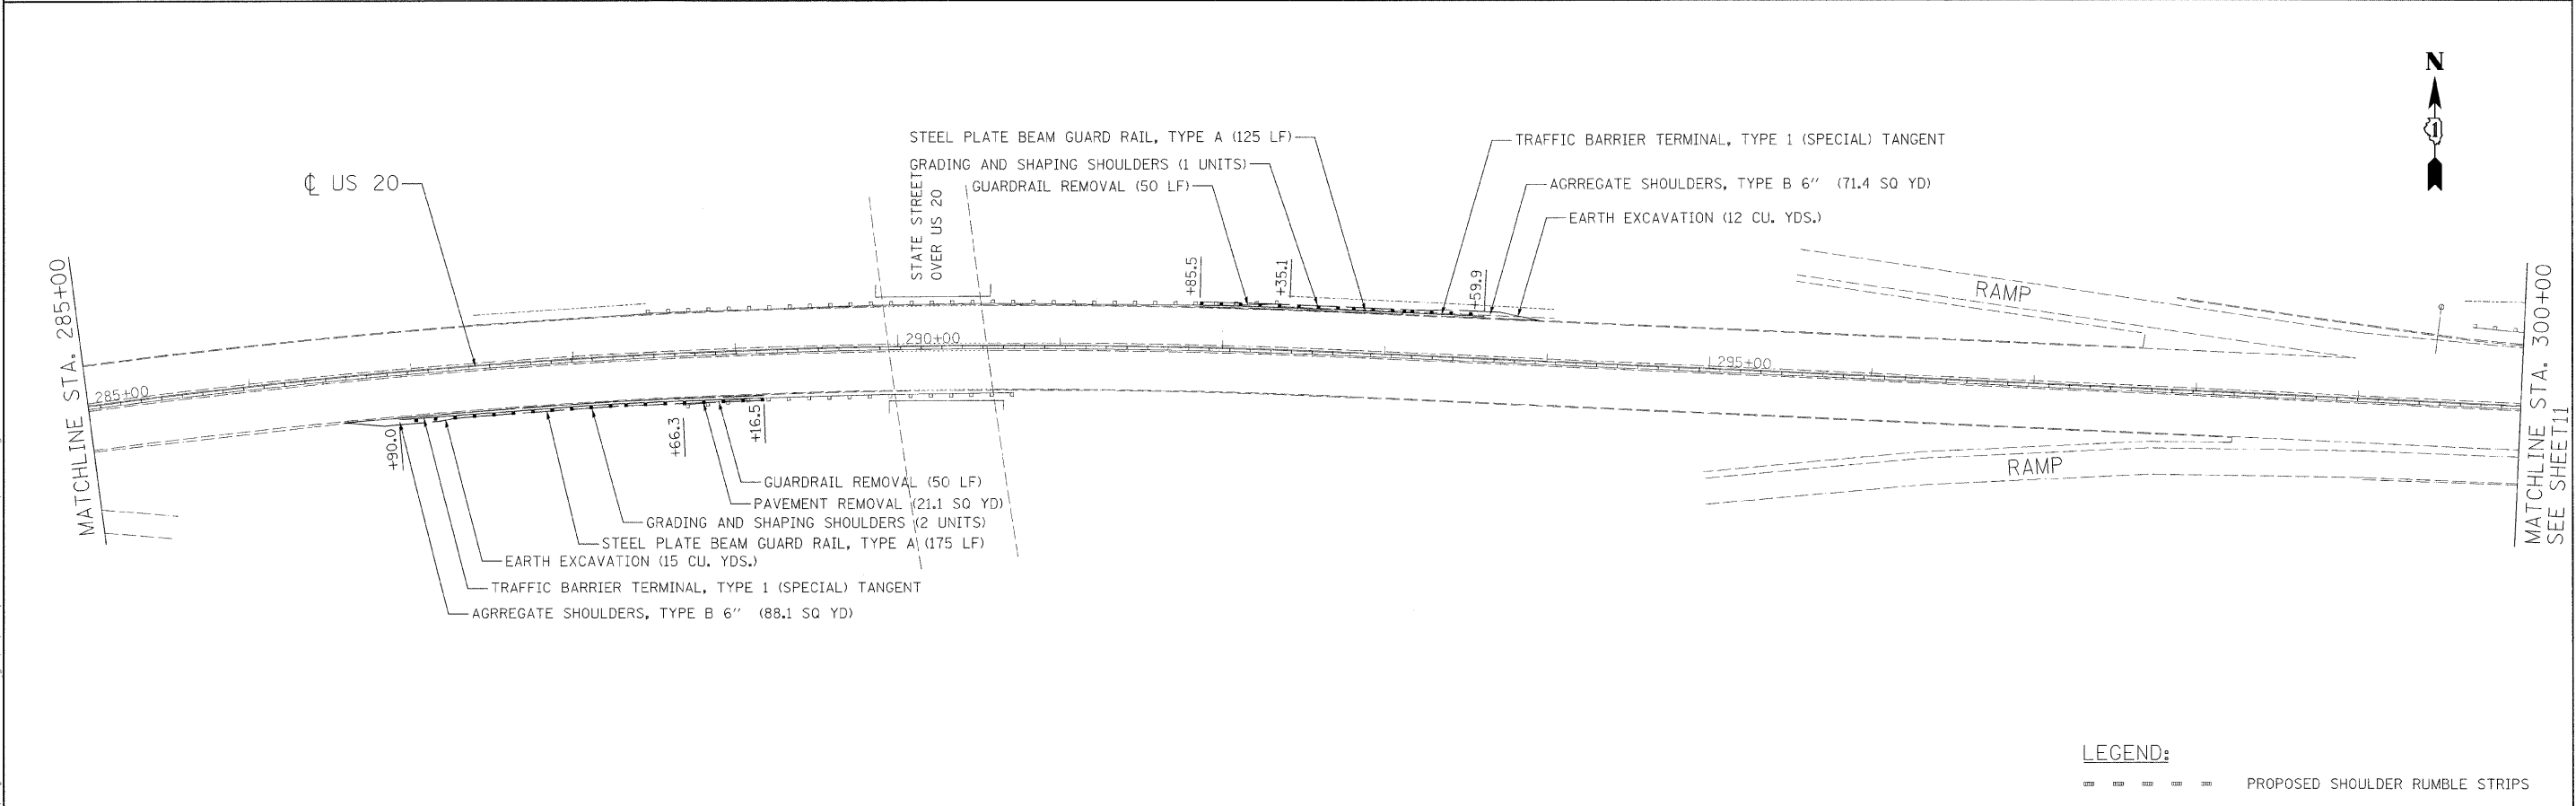 N
1
STEEL PLATE BEAM GUARD RAIL, TYPE A (125 LF)
TRAFFIC BARRIER TERMINAL, TYPE 1 (SPECIAL) TANGENT
GRADING AND SHAPING SHOULDERS (1 UNITS)
GUARDRAIL REMOVAL (50 LF)
AGRREGATE SHOULDERS, TYPE B 6" (71.4 SQ YD)
EARTH EXCAVATION (12 CU. YDS.)
℄ US 20
STATE STREET
OVER US 20
+85.5
+35.1
+59.9
MATCHLINE STA. 285+00
285+00
290+00
295+00
RAMP
RAMP
MATCHLINE STA. 300+00
SEE SHEET11
+90.0
+66.3
+16.5
GUARDRAIL REMOVAL (50 LF)
PAVEMENT REMOVAL (21.1 SQ YD)
GRADING AND SHAPING SHOULDERS (2 UNITS)
STEEL PLATE BEAM GUARD RAIL, TYPE A (175 LF)
EARTH EXCAVATION (15 CU. YDS.)
TRAFFIC BARRIER TERMINAL, TYPE 1 (SPECIAL) TANGENT
AGRREGATE SHOULDERS, TYPE B 6" (88.1 SQ YD)
LEGEND:
PROPOSED SHOULDER RUMBLE STRIPS